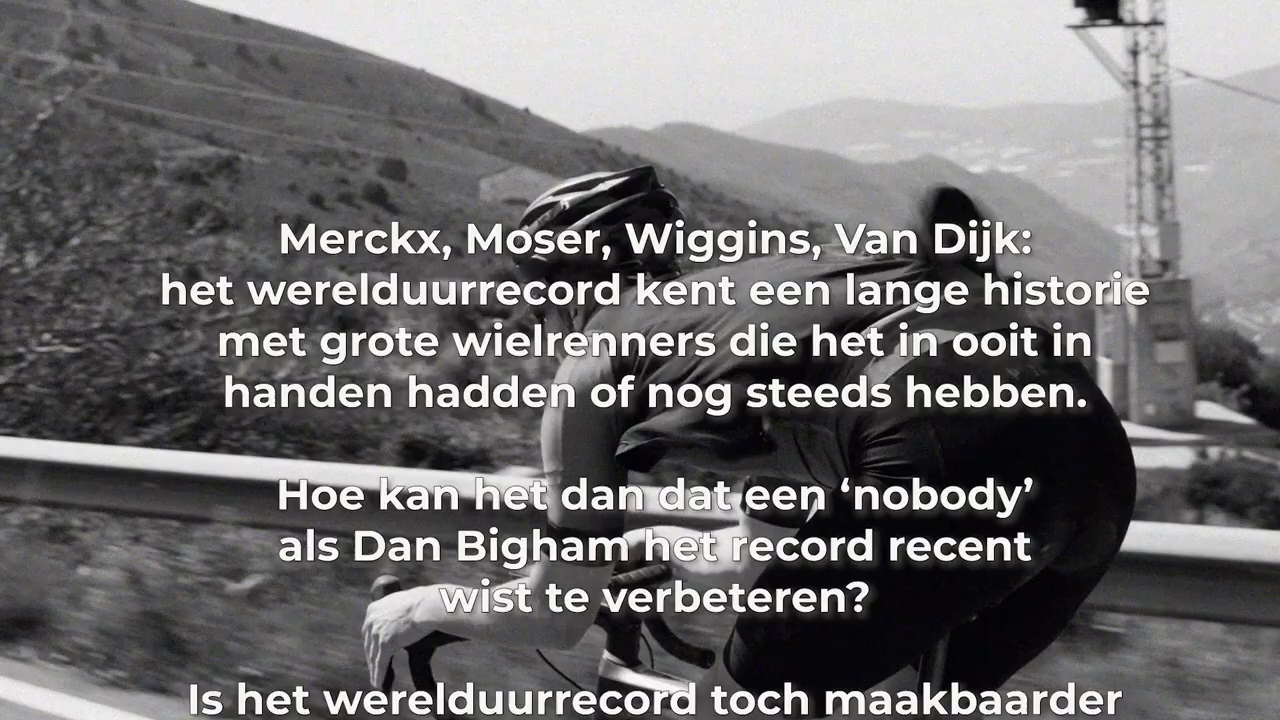 Merckx, Moser, Wiggins, Van Dijk:
het werelduurrecord kent een lange historie
met grote wielrenners die het in ooit in
handen hadden of nog steeds hebben.
Hoe kan het dan dat een ‘nobody’
als Dan Bigham het record recent
wist te verbeteren?
Is het werelduurrecord toch maakbaarder